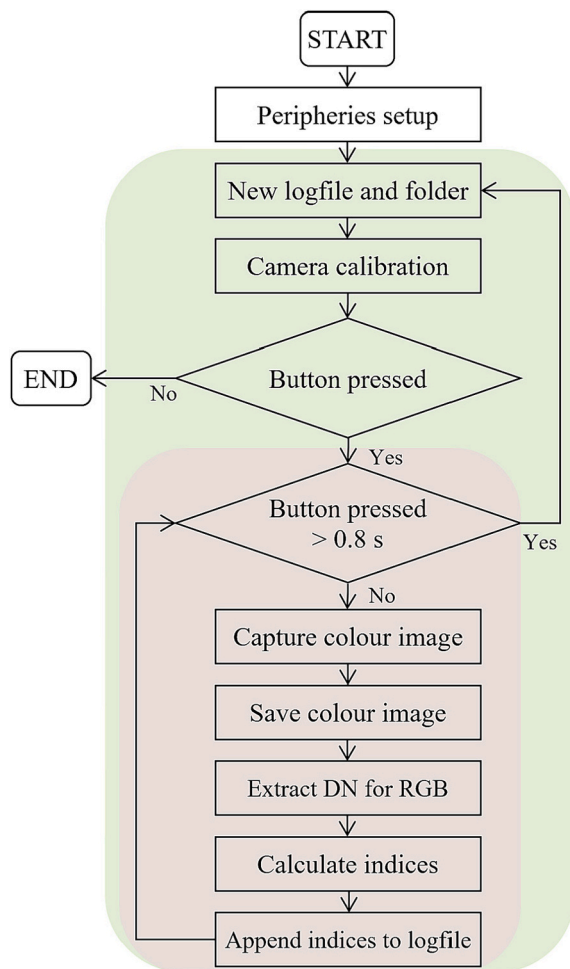 START
Peripheries setup
New logfile and folder
Camera calibration
Button pressed
END
No
Yes
Button pressed
> 0.8 s
Yes
No
Capture colour image
Save colour image
Extract DN for RGB
Calculate indices
Append indices to logfile